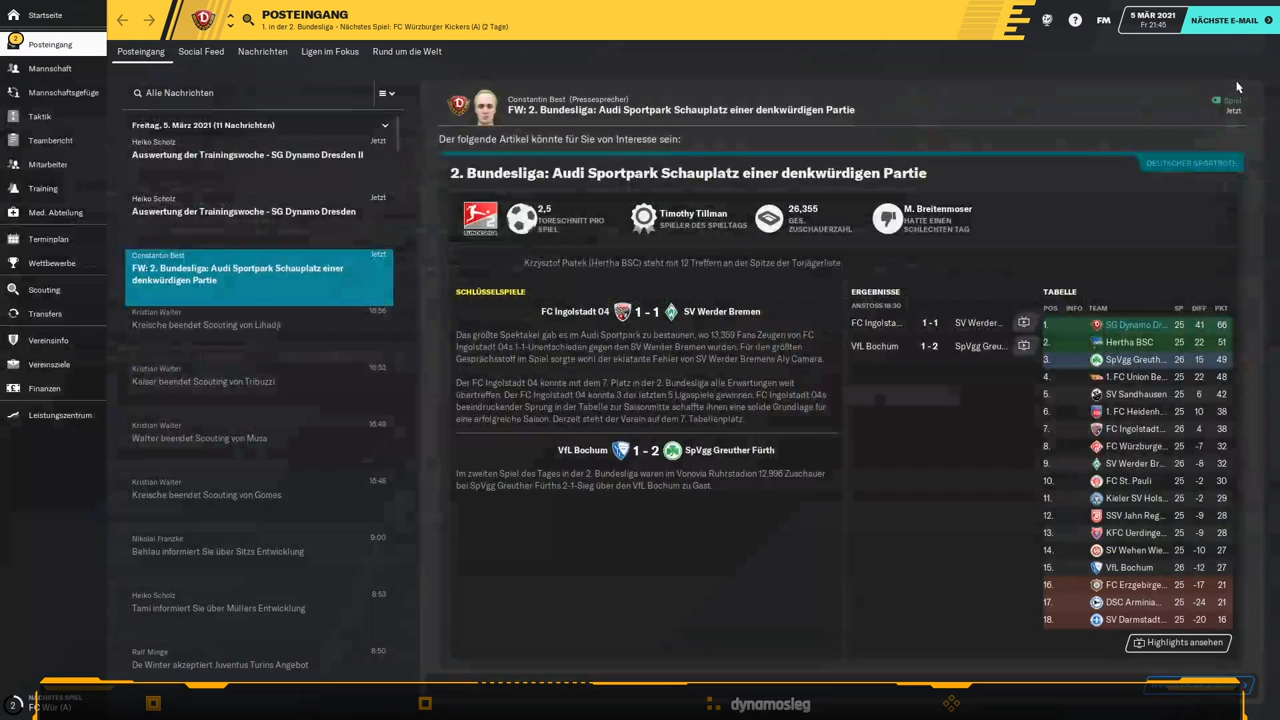 Startseite
2
Posteingang
Mannschaft
Mannschaftsgefüge
Taktik
Teambericht
Mitarbeiter
Training
Med. Abteilung
Terminplan
Wettbewerbe
Scouting
Transfers
Vereinsinfo
Vereinsziele
Finanzen
Leistungszentrum
POSTEINGANG
1. in der 2. Bundesliga - Nächstes Spiel: FC Würzburger Kickers (A) (2 Tage)
FM
5 MÄR 2021
Fr 21:45
NÄCHSTE E-MAIL
Posteingang Social Feed Nachrichten Ligen im Fokus Rund um die Welt
Alle Nachrichten
Freitag, 5. März 2021 (11 Nachrichten)
Heiko Scholz Jetzt
Auswertung der Trainingswoche - SG Dynamo Dresden II
Heiko Scholz Jetzt
Auswertung der Trainingswoche - SG Dynamo Dresden
Constantin Best Jetzt
FW: 2. Bundesliga: Audi Sportpark Schauplatz einer
denkwürdigen Partie
Kristian Walter 16:56
Kreische beendet Scouting von Lihadji
Kristian Walter 16:53
Kaiser beendet Scouting von Tribuzzi
Kristian Walter 16:49
Walter beendet Scouting von Musa
Kristian Walter 16:48
Kreische beendet Scouting von Gomes
Nikolai Franzke 9:00
Behlau informiert Sie über Sitzs Entwicklung
Heiko Scholz 8:53
Tami informiert Sie über Müllers Entwicklung
Ralf Minge 8:50
De Winter akzeptiert Juventus Turins Angebot
Constantin Best (Pressesprecher)
FW: 2. Bundesliga: Audi Sportpark Schauplatz einer denkwürdigen Partie
Spiel
Jetzt
Der folgende Artikel könnte für Sie von Interesse sein:
DEUTSCHER SPORTBOTE
2. Bundesliga: Audi Sportpark Schauplatz einer denkwürdigen Partie
2,5
TORESCHNITT PRO
SPIEL
Timothy Tillman
SPIELER DES SPIELTAGS
26,355
GES.
ZUSCHAUERZAHL
M. Breitenmoser
HATTE EINEN
SCHLECHTEN TAG
Krzysztof Piatek (Hertha BSC) steht mit 12 Treffern an der Spitze der Torjägerliste.
SCHLÜSSELSPIELE
FC Ingolstadt 04 1 - 1 SV Werder Bremen
Das größte Spektakel gab es im Audi Sportpark zu bestaunen, wo 13,359 Fans Zeugen von FC
Ingolstadt 04s 1-1-Unentschieden gegen den SV Werder Bremen wurden. Für den größten
Gesprächsstoff im Spiel sorgte wohl der eklatante Fehler von SV Werder Bremens Aly Camara.
Der FC Ingolstadt 04 konnte mit dem 7. Platz in der 2. Bundesliga alle Erwartungen weit
übertreffen. Der FC Ingolstadt 04 konnte 3 der letzten 5 Ligaspiele gewinnen. FC Ingolstadt 04s
beeindruckender Sprung in der Tabelle zur Saisonmitte schaffte ihnen eine solide Grundlage für
eine erfolgreiche Saison. Derzeit steht der Verein auf dem 7. Tabellenplatz.
VfL Bochum 1 - 2 SpVgg Greuther Fürth
Im zweiten Spiel des Tages in der 2. Bundesliga waren im Vonovia Ruhrstadion 12,996 Zuschauer
bei SpVgg Greuther Fürths 2-1-Sieg über den VfL Bochum zu Gast.
ERGEBNISSE
ANSTOSS 18:30
FC Ingolsta... 1 - 1 SV Werder...
VfL Bochum 1 - 2 SpVgg Greu...
TABELLE
POS INFO TEAM SP DIFF PKT
1. SG Dynamo Dr... 25 41 66
2. Hertha BSC 25 22 51
3. SpVgg Greuth... 26 15 49
4. 1. FC Union Be... 25 22 48
5. SV Sandhausen 25 6 42
6. 1. FC Heidenh... 25 10 38
7. FC Ingolstadt... 26 4 38
8. FC Würzburge... 25 -7 32
9. SV Werder Br... 26 -8 32
10. FC St. Pauli 25 -2 30
11. Kieler SV Hols... 25 -2 29
12. SSV Jahn Reg... 25 -9 28
13. KFC Uerdinge... 25 -9 28
14. SV Wehen Wie... 25 -10 27
15. VfL Bochum 26 -12 27
16. FC Erzgebirge... 25 -17 21
17. DSC Arminia... 25 -24 21
18. SV Darmstadt... 25 -20 16
Highlights ansehen
2
NÄCHSTES SPIEL
FC Wür (A)
dynamosleg